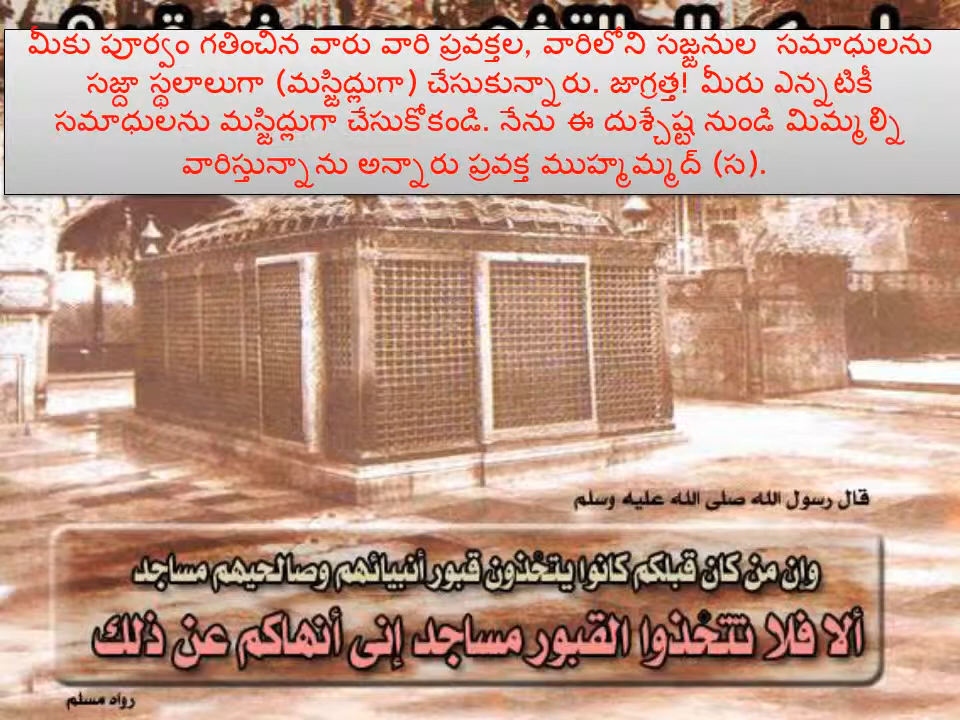 మీకు పూర్వం గతించిన వారు వారి ప్రవక్తల, వారిలోని సజ్జనుల సమాధులను
సజ్దా స్థలాలుగా (మస్జిద్లుగా) చేసుకున్నారు. జాగ్రత్త! మీరు ఎన్నటికీ
సమాధులను మస్జిద్లుగా చేసుకోకండి. నేను ఈ దుశ్చేష్ట నుండి మిమ్మల్ని
వారిస్తున్నాను అన్నారు ప్రవక్త ముహమ్మద్ (స).
قال رسول الله صلى الله عليه وسلم
وإن من كان قبلكم كانوا يتخذون قبور أنبيائهم وصالحيهم مساجد
ألا فلا تتخذوا القبور مساجد إنى أنهاكم عن ذلك
رواه مسلم